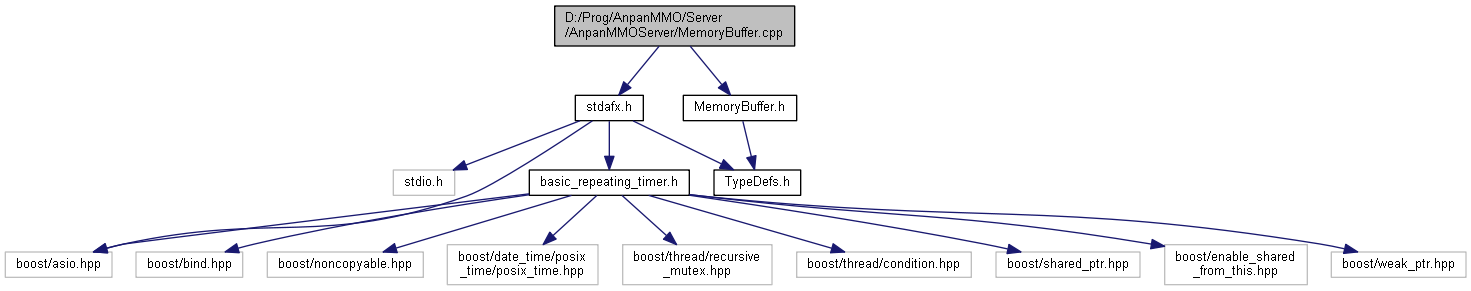 D:/Prog/AnpanMMO/Server
/AnpanMMOServer/MemoryBuffer.cpp
stdafx.h
MemoryBuffer.h
stdio.h
basic_repeating_timer.h
TypeDefs.h
boost/asio.hpp
boost/bind.hpp
boost/noncopyable.hpp
boost/date_time/posix
_time/posix_time.hpp
boost/thread/recursive
_mutex.hpp
boost/thread/condition.hpp
boost/shared_ptr.hpp
boost/enable_shared
_from_this.hpp
boost/weak_ptr.hpp